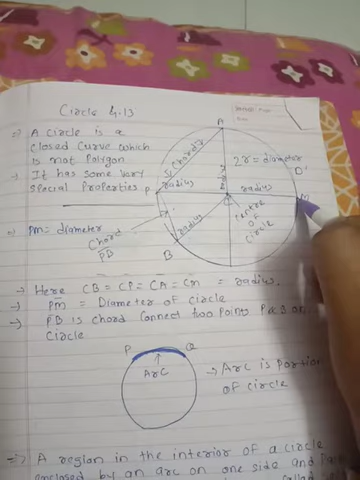 Circle 4.13
⇒ A circle is a
closed curve which
is not polygon
→ It has some very
special Properties
A
chord
2r = diameter
D'
P
radius
radius
radius
radius
C
M
centre
OF
circle
B
PM = diameter
Chord
PB
→ Here CB = CP = CA = CM = radius.
→ PM = Diameter of circle
→ PB is chord Connect two Points P & B on
circle
P
Q
Arc
→ Arc is portion
of circle
⇒ A region in the interior of a circle
enclosed by an arc on one side and
called